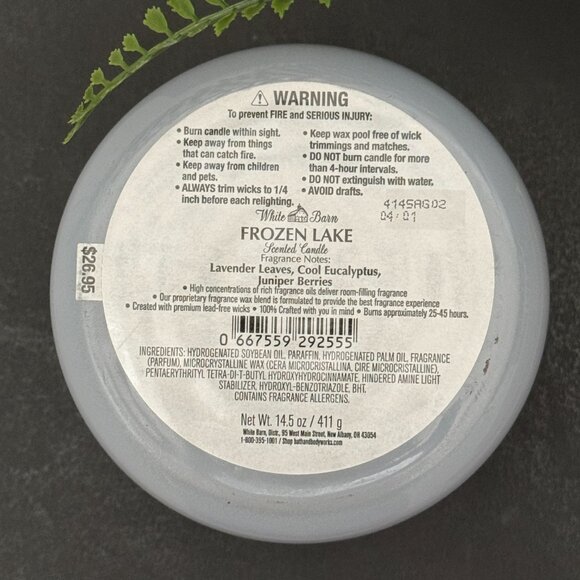 ⚠ WARNING
To prevent FIRE and SERIOUS INJURY:
• Burn candle within sight.
• Keep away from things
that can catch fire.
• Keep away from children
and pets.
• ALWAYS trim wicks to 1/4
inch before each relighting.
• Keep wax pool free of wick
trimmings and matches.
• DO NOT burn candle for more
than 4-hour intervals.
• DO NOT extinguish with water.
• AVOID drafts.
4145AG02
04:01
White Barn
FROZEN LAKE
Scented Candle
Fragrance Notes:
Lavender Leaves, Cool Eucalyptus,
Juniper Berries
• High concentrations of rich fragrance oils deliver room-filling fragrance
• Our proprietary fragrance wax blend is formulated to provide the best fragrance experience
• Created with premium lead-free wicks • 100% Crafted with you in mind • Burns approximately 25-45 hours.
$26.95
0 667559 292555
INGREDIENTS: HYDROGENATED SOYBEAN OIL, PARAFFIN, HYDROGENATED PALM OIL, FRAGRANCE
(PARFUM), MICROCRYSTALLINE WAX (CERA MICROCRISTALLINA, CIRE MICROCRISTALLINE),
PENTAERYTHRITYL TETRA-DI-T-BUTYL HYDROXYHYDROCINNAMATE, HINDERED AMINE LIGHT
STABILIZER, HYDROXYL-BENZOTRIAZOLE, BHT.
CONTAINS FRAGRANCE ALLERGENS.
Net Wt. 14.5 oz / 411 g
White Barn, Distr., 95 West Main Street, New Albany, OH 43054
1-800-395-1001 / Shop bathandbodyworks.com